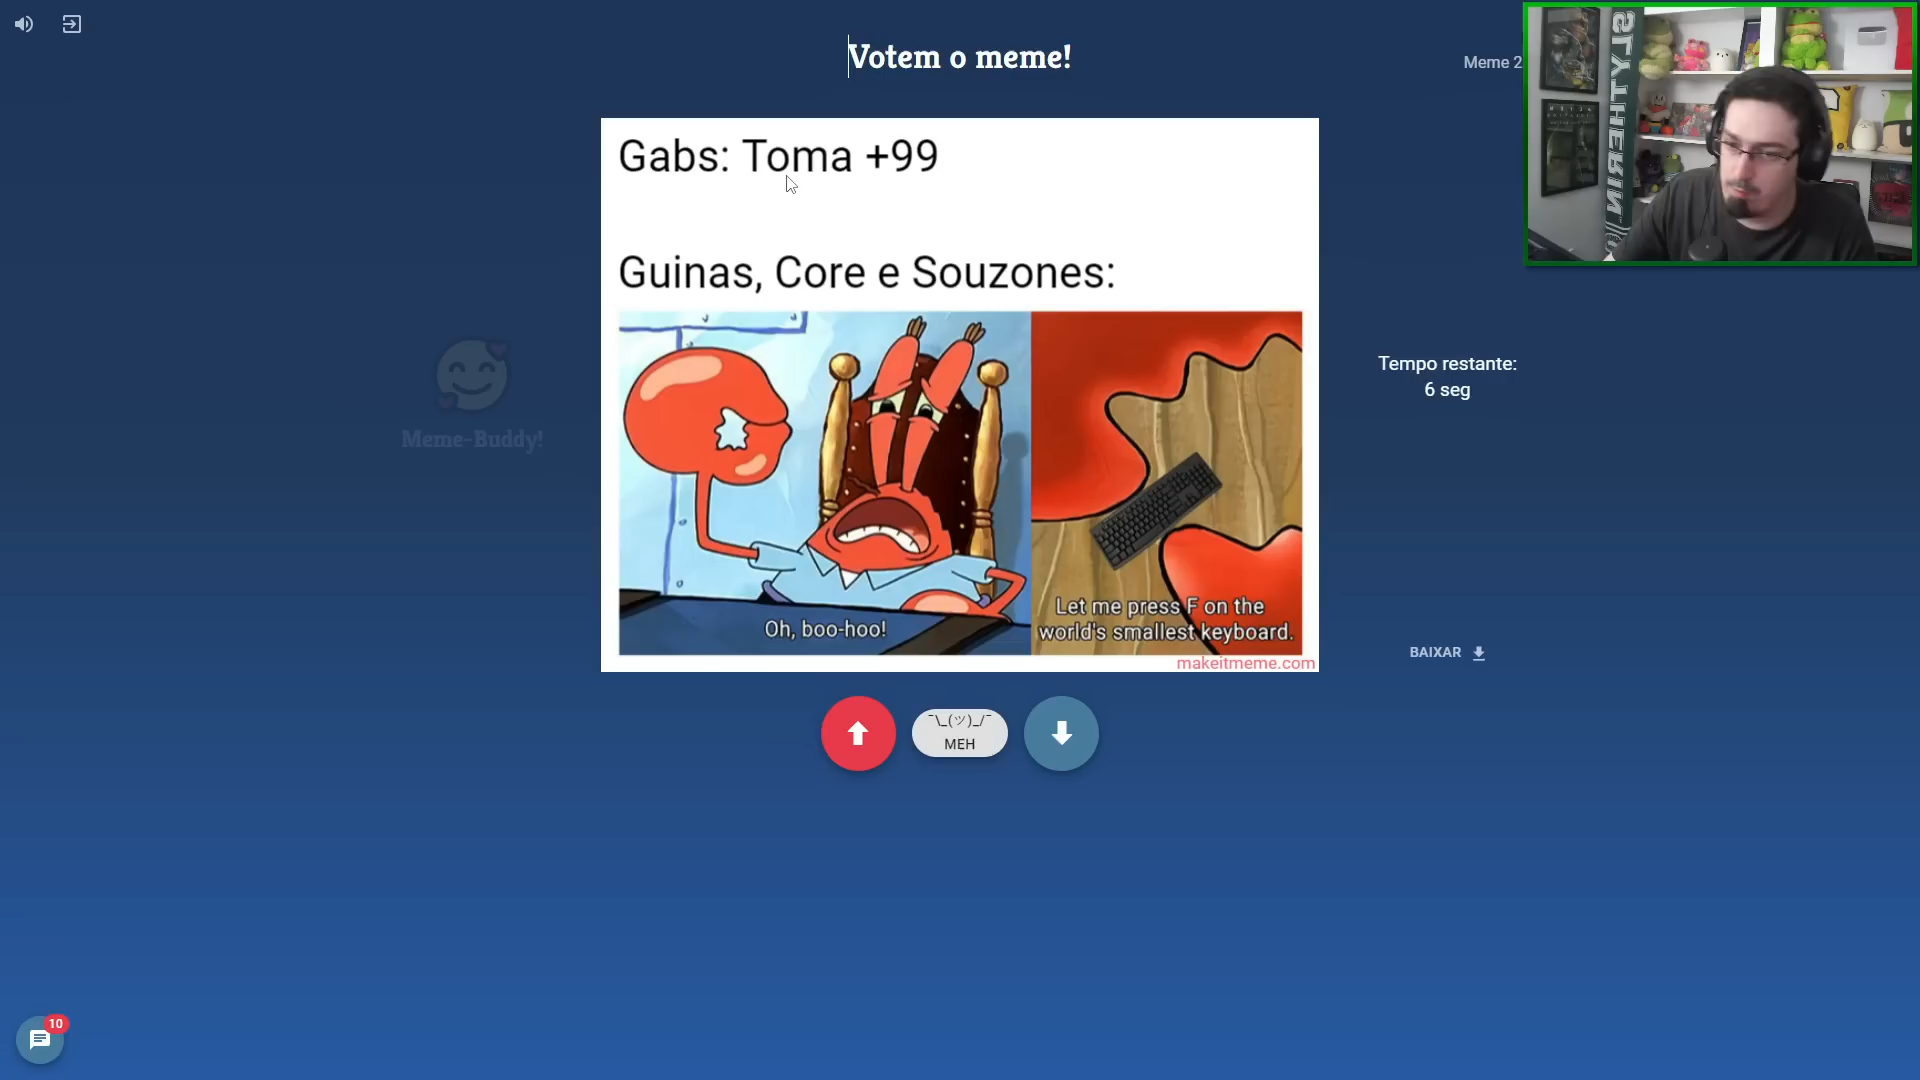 Votem o meme!
Meme 2
Gabs: Toma +99
Guinas, Core e Souzones:
Meme-Buddy!
Tempo restante:
6 seg
Oh, boo-hoo!
Let me press F on the
world's smallest keyboard.
makeitmeme.com
BAIXAR
¯\_(ツ)_/¯
MEH
10
SLYTHERIN